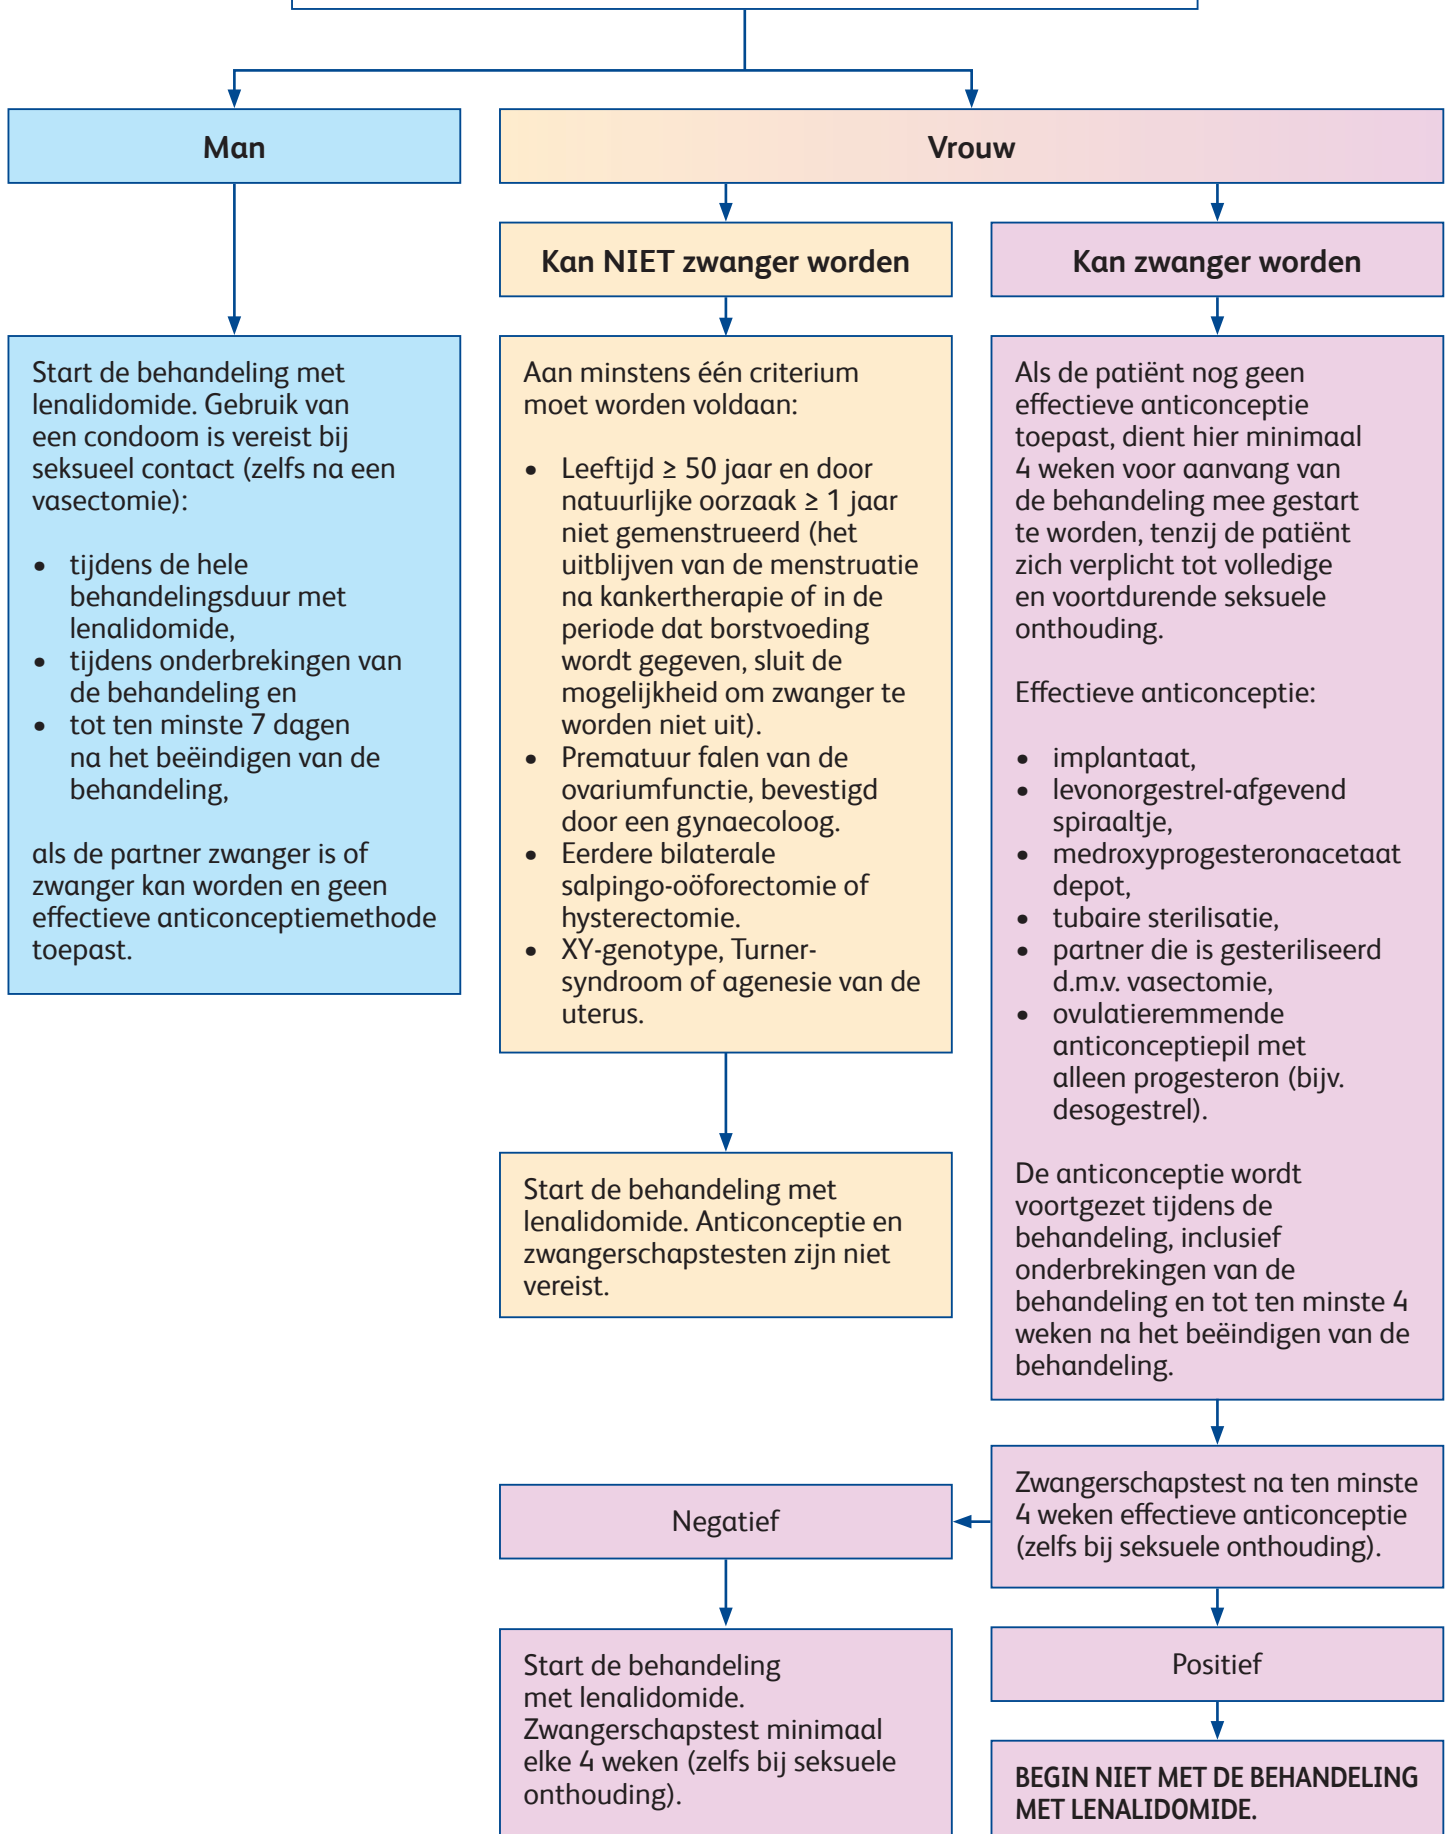 Man
Vrouw
Kan NIET zwanger worden
Kan zwanger worden
Start de behandeling met
lenalidomide. Gebruik van
een condoom is vereist bij
seksueel contact (zelfs na een
vasectomie):
• tijdens de hele
behandelingsduur met
lenalidomide,
• tijdens onderbrekingen van
de behandeling en
• tot ten minste 7 dagen
na het beëindigen van de
behandeling,
als de partner zwanger is of
zwanger kan worden en geen
effectieve anticonceptiemethode
toepast.
Aan minstens één criterium
moet worden voldaan:
• Leeftijd ≥ 50 jaar en door
natuurlijke oorzaak ≥ 1 jaar
niet gemenstrueerd (het
uitblijven van de menstruatie
na kankertherapie of in de
periode dat borstvoeding
wordt gegeven, sluit de
mogelijkheid om zwanger te
worden niet uit).
• Prematuur falen van de
ovariumfunctie, bevestigd
door een gynaecoloog.
• Eerdere bilaterale
salpingo-oöforectomie of
hysterectomie.
• XY-genotype, Turner-
syndroom of agenesie van de
uterus.
Start de behandeling met
lenalidomide. Anticonceptie en
zwangerschapstesten zijn niet
vereist.
Als de patiënt nog geen
effectieve anticonceptie
toepast, dient hier minimaal
4 weken voor aanvang van
de behandeling mee gestart
te worden, tenzij de patiënt
zich verplicht tot volledige
en voortdurende seksuele
onthouding.
Effectieve anticonceptie:
• implantaat,
• levonorgestrel-afgevend
spiraaltje,
• medroxyprogesteronacetaat
depot,
• tubaire sterilisatie,
• partner die is gesteriliseerd
d.m.v. vasectomie,
• ovulatieremmende
anticonceptiepil met
alleen progesteron (bijv.
desogestrel).
De anticonceptie wordt
voortgezet tijdens de
behandeling, inclusief
onderbrekingen van de
behandeling en tot ten minste 4
weken na het beëindigen van de
behandeling.
Zwangerschapstest na ten minste
4 weken effectieve anticonceptie
(zelfs bij seksuele onthouding).
Negatief
Start de behandeling
met lenalidomide.
Zwangerschapstest minimaal
elke 4 weken (zelfs bij seksuele
onthouding).
Positief
BEGIN NIET MET DE BEHANDELING
MET LENALIDOMIDE.